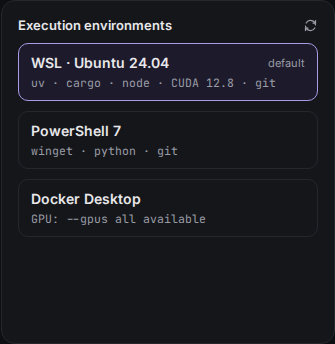 Execution environments
WSL · Ubuntu 24.04 default
uv · cargo · node · CUDA 12.8 · git
PowerShell 7
winget · python · git
Docker Desktop
GPU: --gpus all available